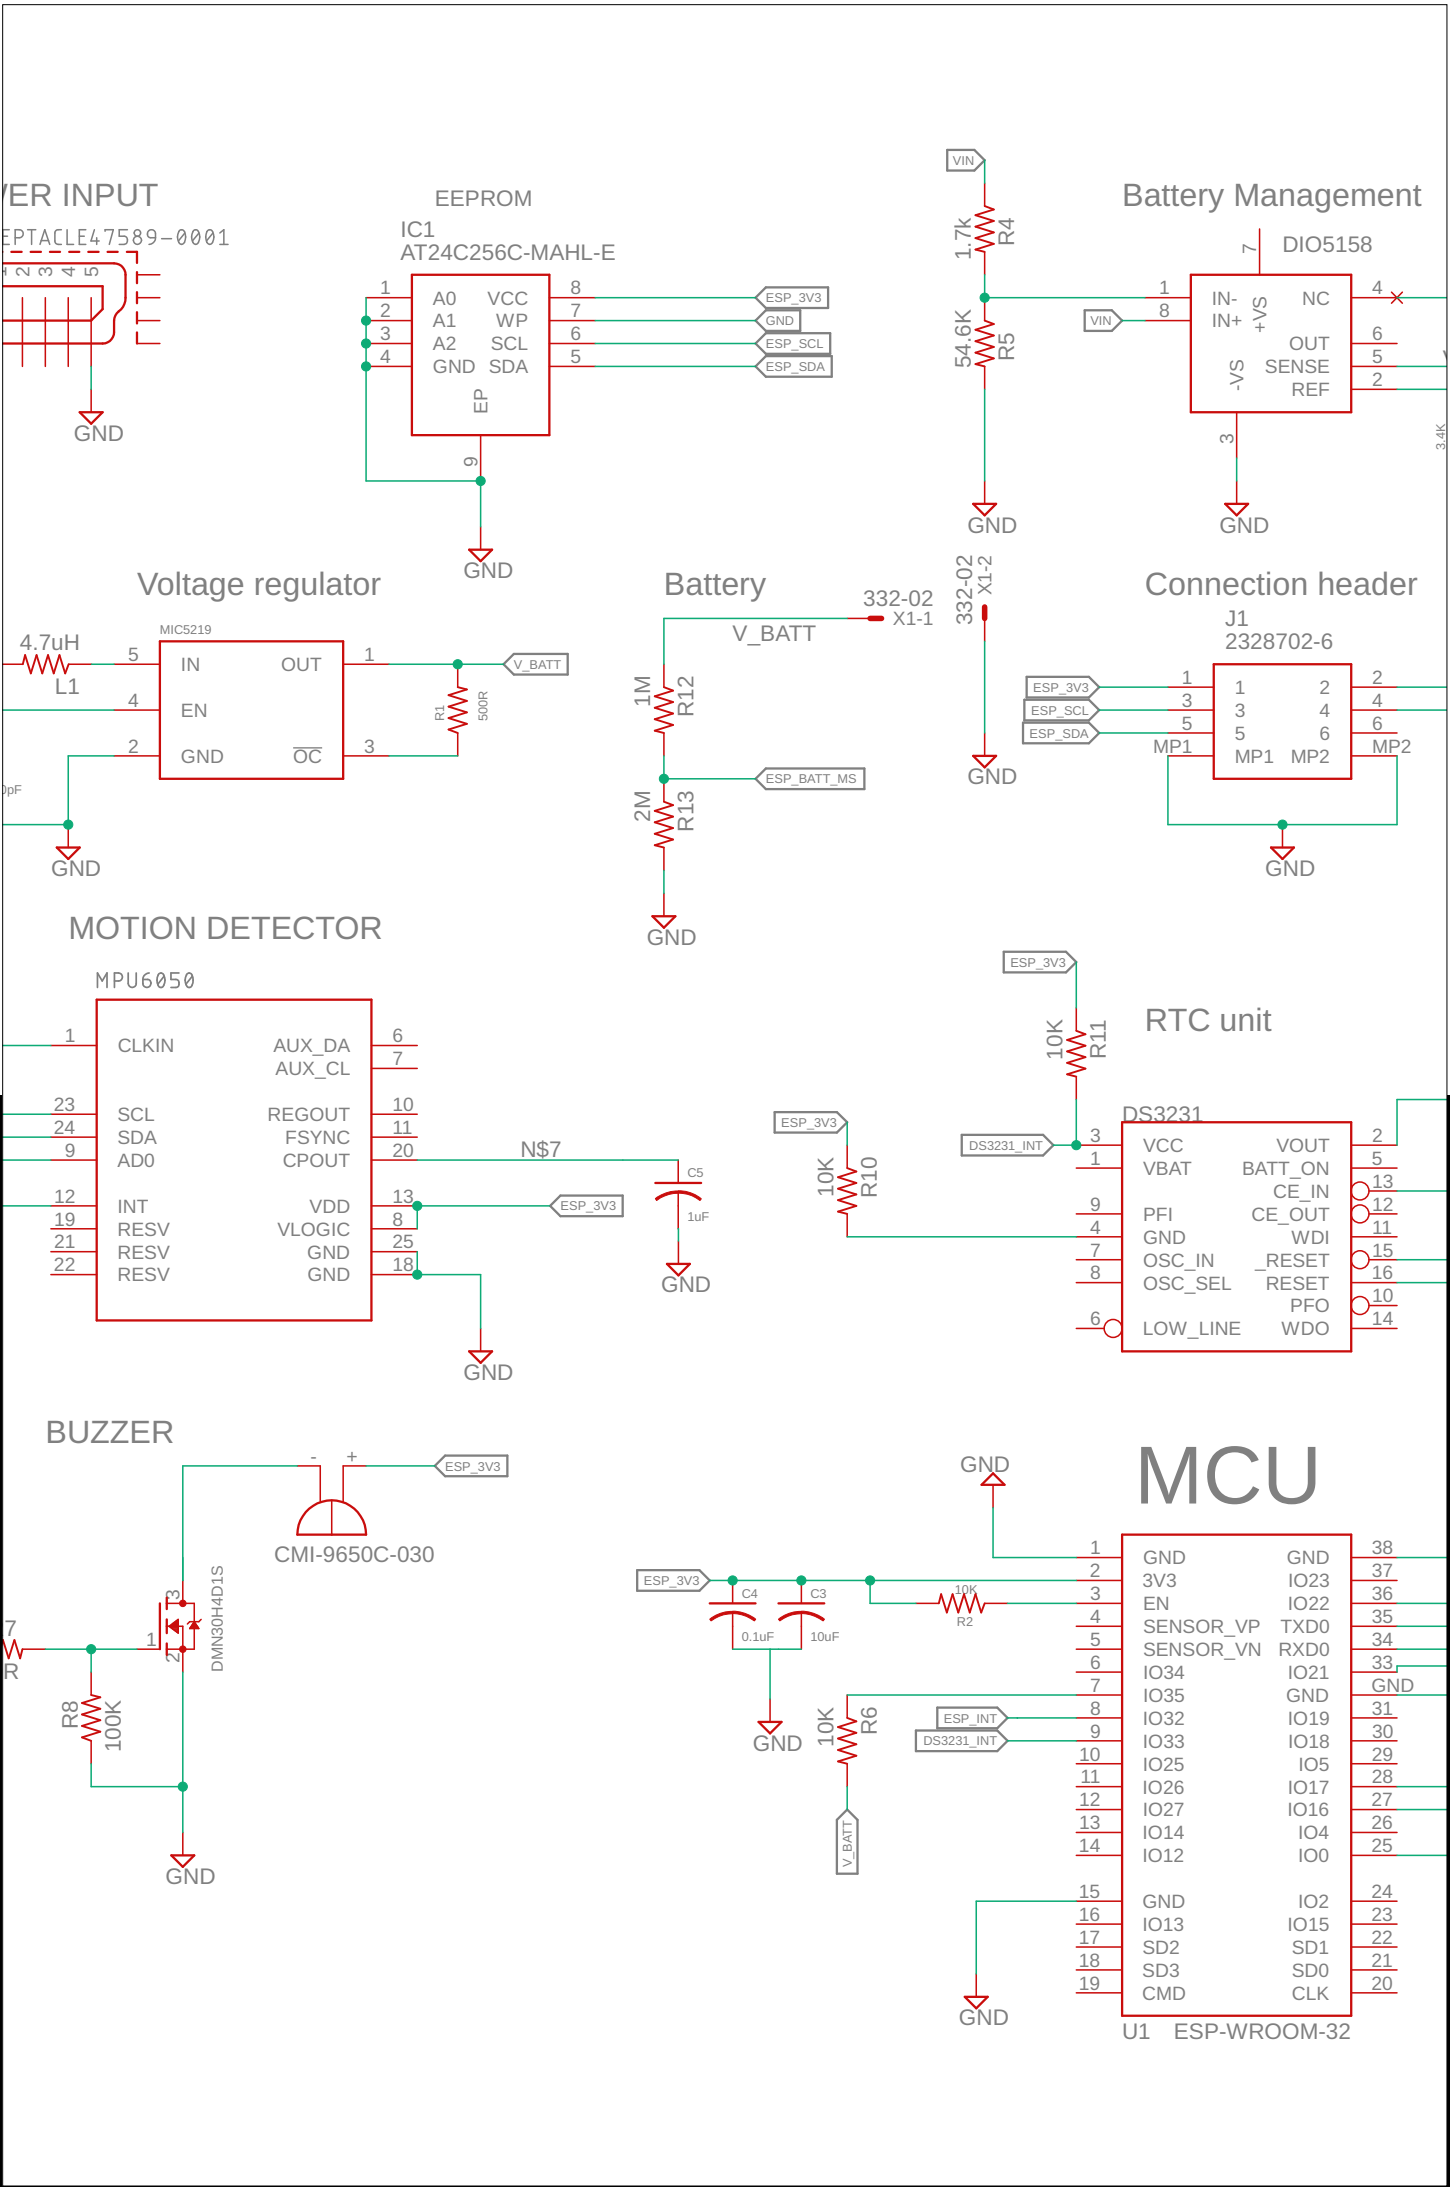 VER INPUT
EPTACLE47589-0001
2
3
4
5
GND
EEPROM
IC1
AT24C256C-MAHL-E
1 A0 VCC 8 ESP_3V3
2 A1 WP 7 GND
3 A2 SCL 6 ESP_SCL
4 GND SDA 5 ESP_SDA
EP
9
GND
VIN
1.7k
R4
54.6K
R5
GND
Battery Management
7
DIO5158
1 IN- +VS NC 4
VIN 8 IN+
OUT 6
-VS SENSE 5
REF 2
3
3.4K
GND
Voltage regulator
MIC5219
4.7uH
L1
5 IN OUT 1 V_BATT
4 EN
2 GND OC 3
R1
500R
0pF
GND
Battery
332-02
X1-1
V_BATT
1M
R12
ESP_BATT_MS
2M
R13
GND
332-02
X1-2
GND
Connection header
J1
2328702-6
ESP_3V3 1 1 2 2
ESP_SCL 3 3 4 4
ESP_SDA 5 5 6 6
MP1 MP1 MP2 MP2
GND
MOTION DETECTOR
MPU6050
1 CLKIN AUX_DA 6
AUX_CL 7
23 SCL REGOUT 10
24 SDA FSYNC 11
9 AD0 CPOUT 20 N$7
12 INT VDD 13 ESP_3V3
19 RESV VLOGIC 8
21 RESV GND 25
22 RESV GND 18
C5
1uF
GND
GND
ESP_3V3
10K
R11
RTC unit
ESP_3V3
10K
R10
DS3231
DS3231_INT 3 VCC VOUT 2
1 VBAT BATT_ON 5
CE_IN 13
9 PFI CE_OUT 12
4 GND WDI 11
7 OSC_IN _RESET 15
8 OSC_SEL RESET 16
PFO 10
6 LOW_LINE WDO 14
BUZZER
- + ESP_3V3
CMI-9650C-030
3
1
2
DMN30H4D1S
7
R
R8
100K
GND
MCU
GND
ESP_3V3
C4
0.1uF
C3
10uF
10K
R2
GND
10K
R6
V_BATT
ESP_INT
DS3231_INT
1 GND GND 38
2 3V3 IO23 37
3 EN IO22 36
4 SENSOR_VP TXD0 35
5 SENSOR_VN RXD0 34
6 IO34 IO21 33
7 IO35 GND GND
8 IO32 IO19 31
9 IO33 IO18 30
10 IO25 IO5 29
11 IO26 IO17 28
12 IO27 IO16 27
13 IO14 IO4 26
14 IO12 IO0 25
15 GND IO2 24
16 IO13 IO15 23
17 SD2 SD1 22
18 SD3 SD0 21
19 CMD CLK 20
GND
U1 ESP-WROOM-32